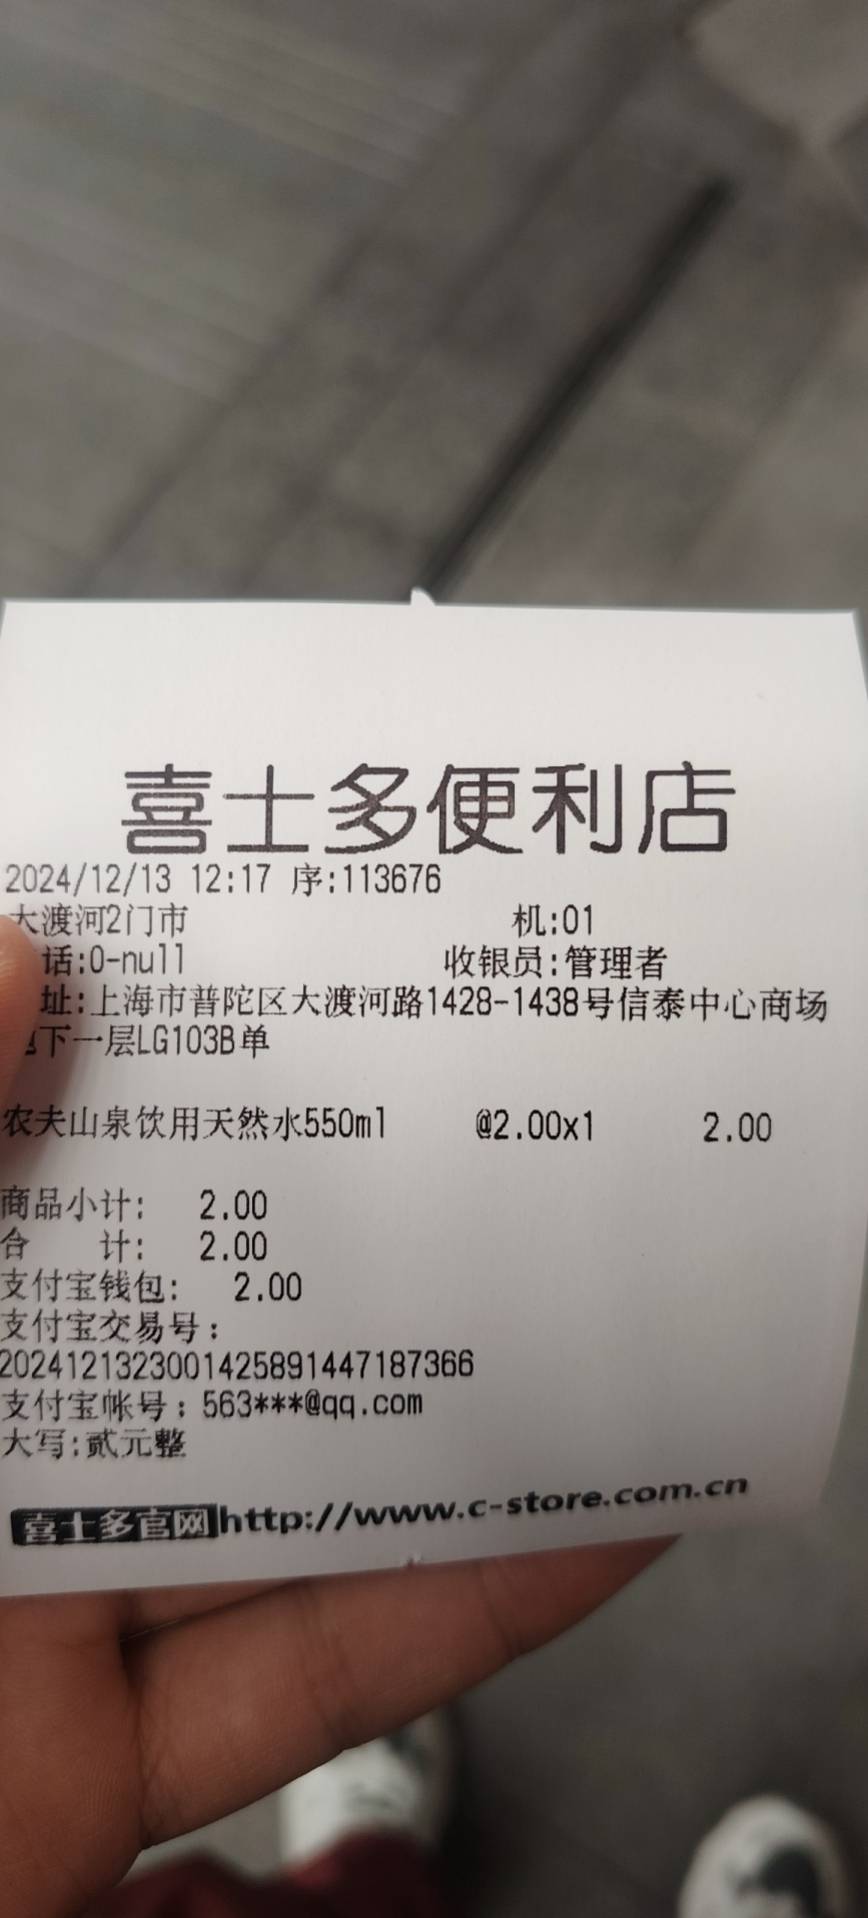 喜士多便利店
2024/12/13 12:17 序:113676
大渡河2门市 机:01
话:0-null 收银员:管理者
址:上海市普陀区大渡河路1428-1438号信泰中心商场
下一层LG103B单
农夫山泉饮用天然水550ml @2.00x1 2.00
商品小计: 2.00
合 计: 2.00
支付宝钱包: 2.00
支付宝交易号:
2024121323001425891447187366
支付宝帐号:563***@qq.com
大写:贰元整
喜士多官网http://www.c-store.com.cn